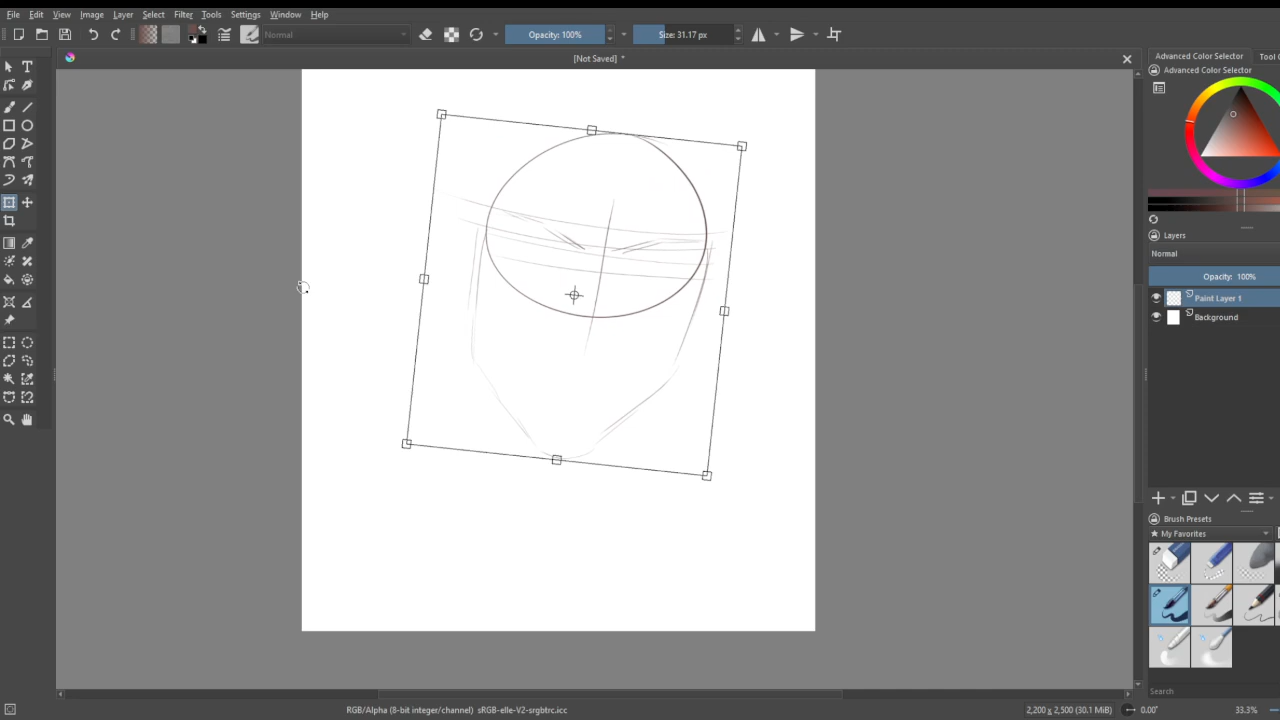 File Edit View Image Layer Select Filter Tools Settings Window Help
Normal Opacity: 100% Size: 31.17 px
[Not Saved] *
Advanced Color Selector Tool O
Advanced Color Selector
Layers
Normal
Opacity: 100%
Paint Layer 1
Background
Brush Presets
★ My Favorites
Search
RGB/Alpha (8-bit integer/channel) sRGB-elle-V2-srgbtrc.icc 2,200 x 2,500 (30.1 MiB) 0.00° 33.3%